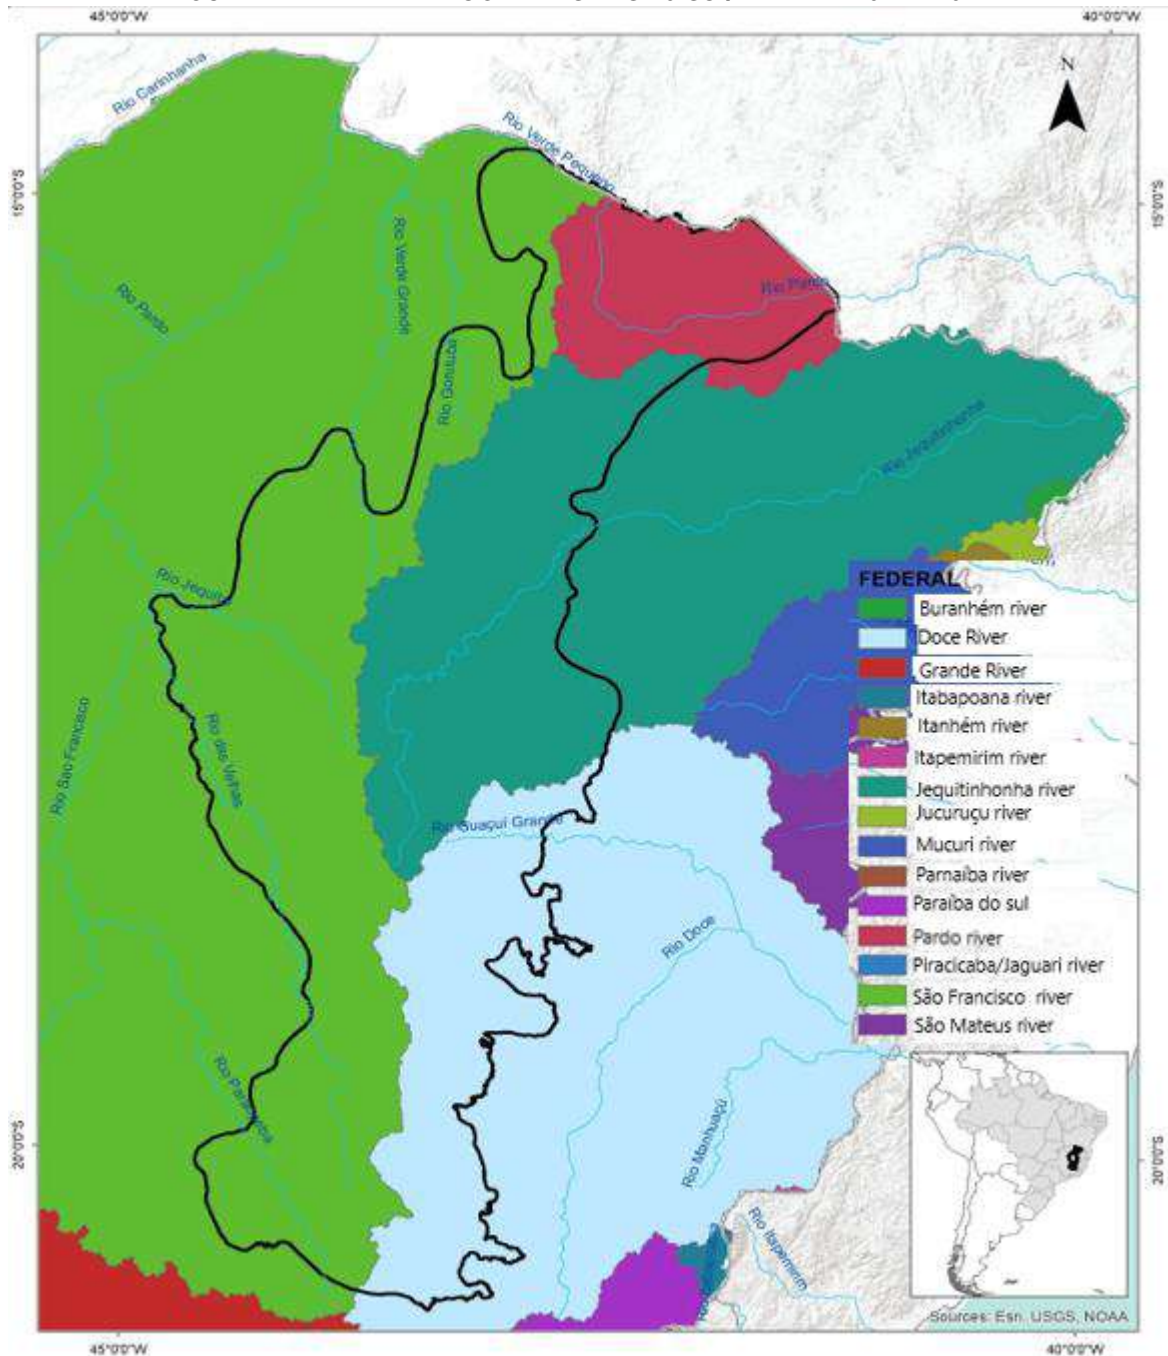 45°0'0"W
40°0'0"W
N
Rio Carinhanha
Rio Verde Pequeno
15°0'0"S
15°0'0"S
Rio Verde Grande
Rio Pardo
Rio Pardo
Rio Gorutuba
Rio Jequitinhonha
Rio Jequitaí
FEDERAL
Buranhém river
Doce River
Grande River
Itabapoana river
Itanhém river
Itapemirim river
Jequitinhonha river
Jucuruçu river
Mucuri river
Parnaíba river
Paraíba do sul
Pardo river
Piracicaba/Jaguari river
São Francisco river
São Mateus river
Rio São Francisco
Rio das Velhas
Rio Guaçuí Grande
Rio Doce
Rio Paraopeba
Rio Manhuaçú
Rio Itapemirim
20°0'0"S
20°0'0"S
Sources: Esri, USGS, NOAA
45°0'0"W
40°0'0"W